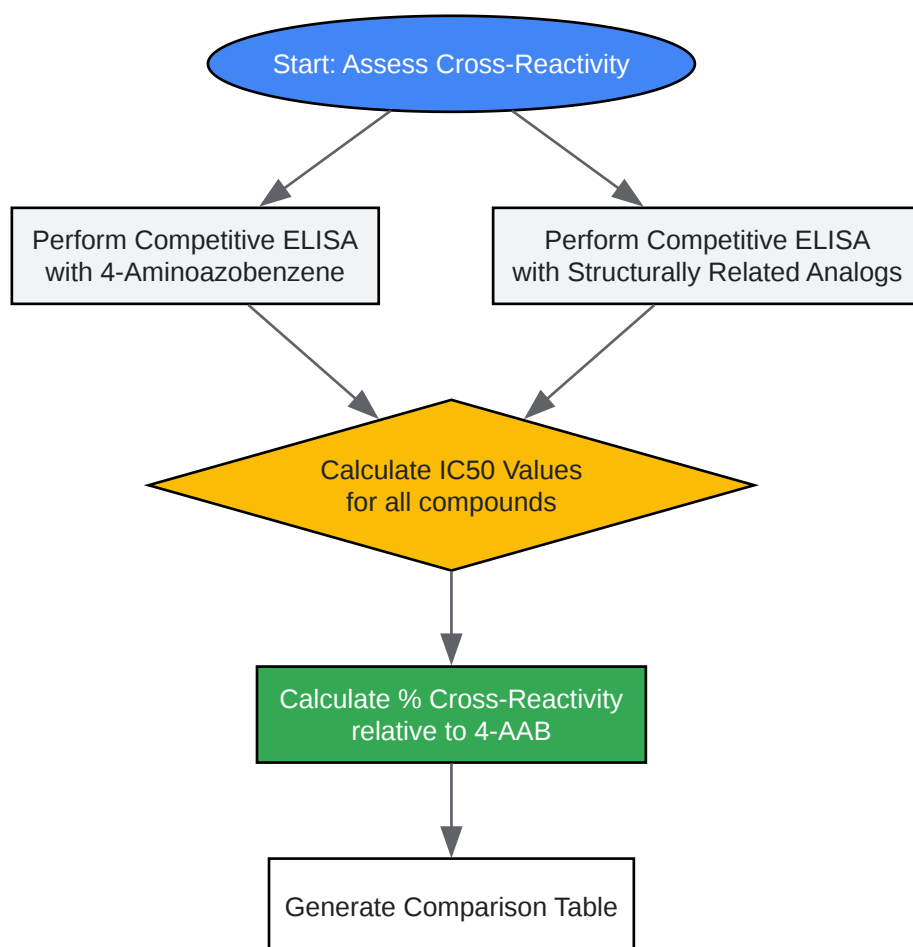 Start: Assess Cross-Reactivity
Perform Competitive ELISA
with 4-Aminoazobenzene
Perform Competitive ELISA
with Structurally Related Analogs
Calculate IC50 Values
for all compounds
Calculate % Cross-Reactivity
relative to 4-AAB
Generate Comparison Table